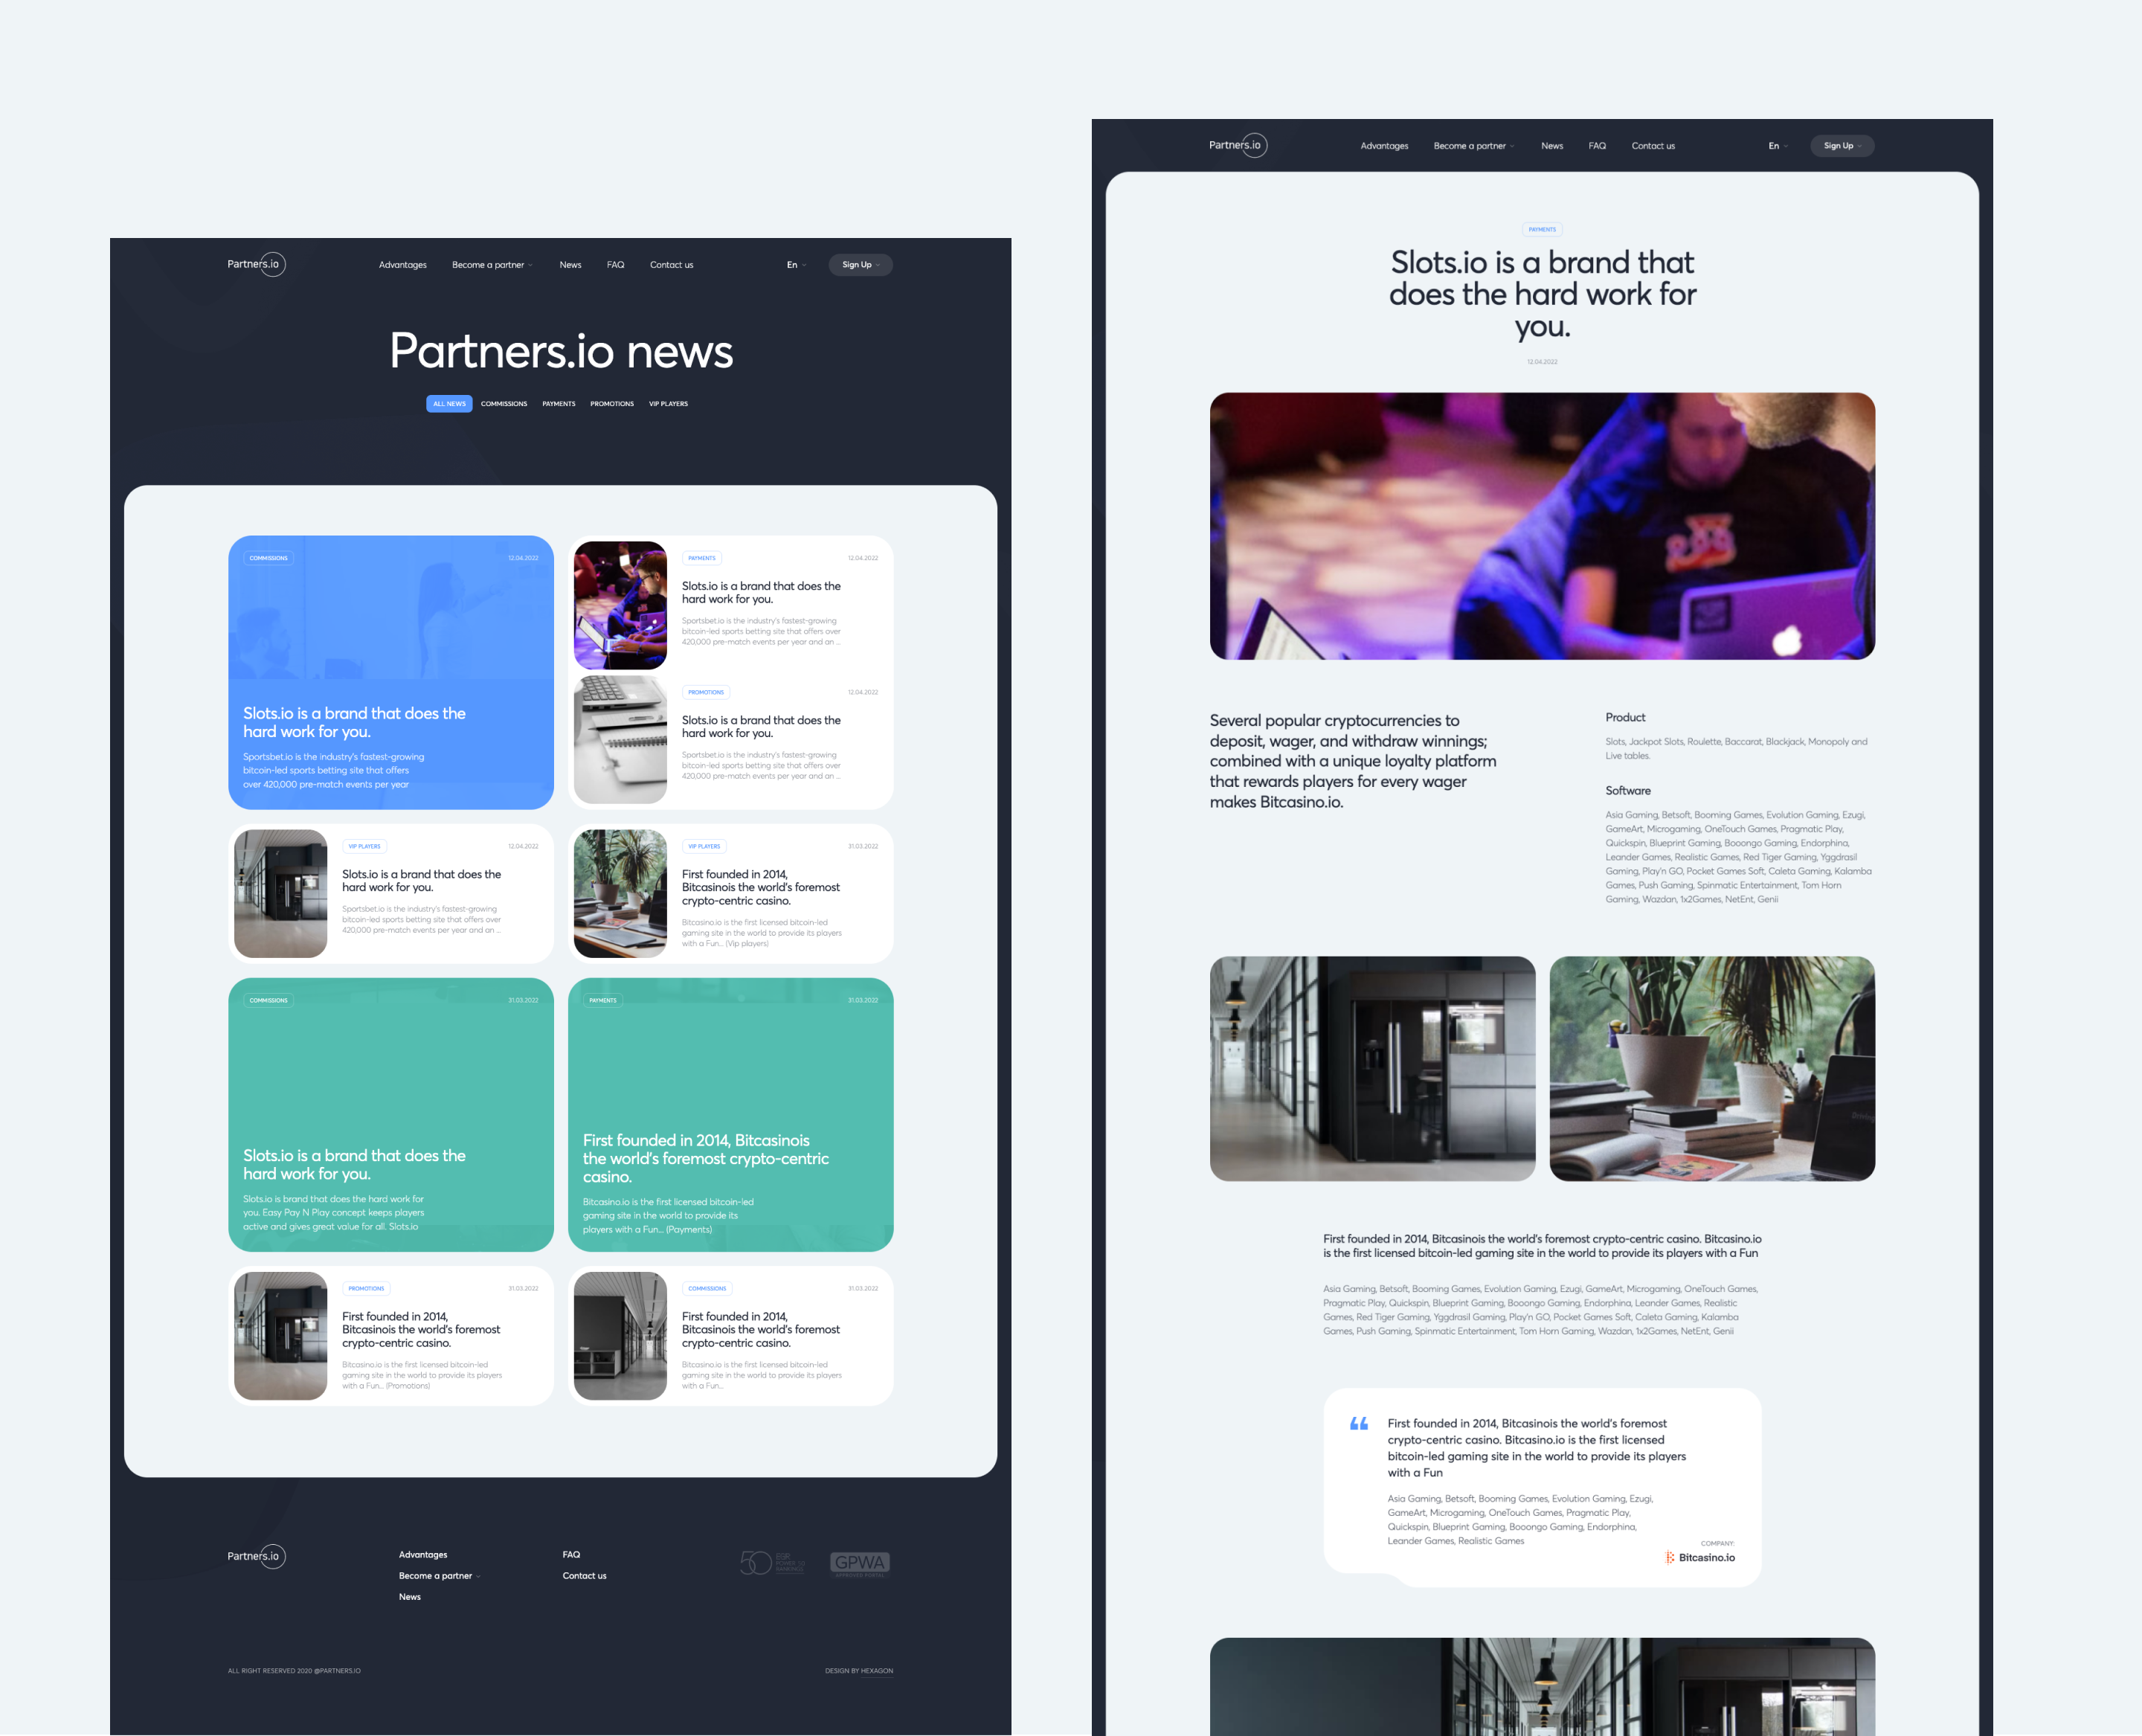 Partners.io
Advantages
Become a partner
News
FAQ
Contact us
En
Sign Up
Partners.io news
ALL NEWS
COMMISSIONS
PAYMENTS
PROMOTIONS
VIP PLAYERS
COMMISSIONS
12.04.2022
Slots.io is a brand that does the
hard work for you.
Sportsbet.io is the industry's fastest-growing
bitcoin-led sports betting site that offers
over 420,000 pre-match events per year
PAYMENTS
12.04.2022
Slots.io is a brand that does the
hard work for you.
Sportsbet.io is the industry's fastest-growing
bitcoin-led sports betting site that offers over
420,000 pre-match events per year and an ...
PROMOTIONS
12.04.2022
Slots.io is a brand that does the
hard work for you.
Sportsbet.io is the industry's fastest-growing
bitcoin-led sports betting site that offers over
420,000 pre-match events per year and an ...
VIP PLAYERS
12.04.2022
Slots.io is a brand that does the
hard work for you.
Sportsbet.io is the industry's fastest-growing
bitcoin-led sports betting site that offers over
420,000 pre-match events per year and an ...
VIP PLAYERS
31.03.2022
First founded in 2014,
Bitcasinois the world's foremost
crypto-centric casino.
Bitcasino.io is the first licensed bitcoin-led
gaming site in the world to provide its players
with a Fun... (Vip players)
COMMISSIONS
31.03.2022
Slots.io is a brand that does the
hard work for you.
Slots.io is brand that does the hard work for
you. Easy Pay N Play concept keeps players
active and gives great value for all. Slots.io
PAYMENTS
31.03.2022
First founded in 2014, Bitcasinois
the world's foremost crypto-centric
casino.
Bitcasino.io is the first licensed bitcoin-led
gaming site in the world to provide its
players with a Fun... (Payments)
PROMOTIONS
31.03.2022
First founded in 2014,
Bitcasinois the world's foremost
crypto-centric casino.
Bitcasino.io is the first licensed bitcoin-led
gaming site in the world to provide its players
with a Fun... (Promotions)
COMMISSIONS
31.03.2022
First founded in 2014,
Bitcasinois the world's foremost
crypto-centric casino.
Bitcasino.io is the first licensed bitcoin-led
gaming site in the world to provide its players
with a Fun...
Partners.io
Advantages
Become a partner
News
FAQ
Contact us
50
GPWA
ALL RIGHT RESERVED 2020 @PARTNERS.IO
DESIGN BY HEXAGON
Partners.io
Advantages
Become a partner
News
FAQ
Contact us
En
Sign Up
PAYMENTS
Slots.io is a brand that
does the hard work for
you.
12.04.2022
Several popular cryptocurrencies to
deposit, wager, and withdraw winnings;
combined with a unique loyalty platform
that rewards players for every wager
makes Bitcasino.io.
Product
Slots, Jackpot Slots, Roulette, Baccarat, Blackjack, Monopoly and
Live tables.
Software
Asia Gaming, Betsoft, Booming Games, Evolution Gaming, Ezugi,
GameArt, Microgaming, OneTouch Games, Pragmatic Play,
Quickspin, Blueprint Gaming, Booongo Gaming, Endorphina,
Leander Games, Realistic Games, Red Tiger Gaming, Yggdrasil
Gaming, Play'n GO, Pocket Games Soft, Caleta Gaming, Kalamba
Games, Push Gaming, Spinmatic Entertainment, Tom Horn
Gaming, Wazdan, 1x2Games, NetEnt, Genii
First founded in 2014, Bitcasinois the world's foremost crypto-centric casino. Bitcasino.io
is the first licensed bitcoin-led gaming site in the world to provide its players with a Fun
Asia Gaming, Betsoft, Booming Games, Evolution Gaming, Ezugi, GameArt, Microgaming, OneTouch Games,
Pragmatic Play, Quickspin, Blueprint Gaming, Booongo Gaming, Endorphina, Leander Games, Realistic
Games, Red Tiger Gaming, Yggdrasil Gaming, Play'n GO, Pocket Games Soft, Caleta Gaming, Kalamba
Games, Push Gaming, Spinmatic Entertainment, Tom Horn Gaming, Wazdan, 1x2Games, NetEnt, Genii
“
First founded in 2014, Bitcasinois the world's foremost
crypto-centric casino. Bitcasino.io is the first licensed
bitcoin-led gaming site in the world to provide its players
with a Fun
Asia Gaming, Betsoft, Booming Games, Evolution Gaming, Ezugi,
GameArt, Microgaming, OneTouch Games, Pragmatic Play,
Quickspin, Blueprint Gaming, Booongo Gaming, Endorphina,
Leander Games, Realistic Games
COMPANY:
Bitcasino.io